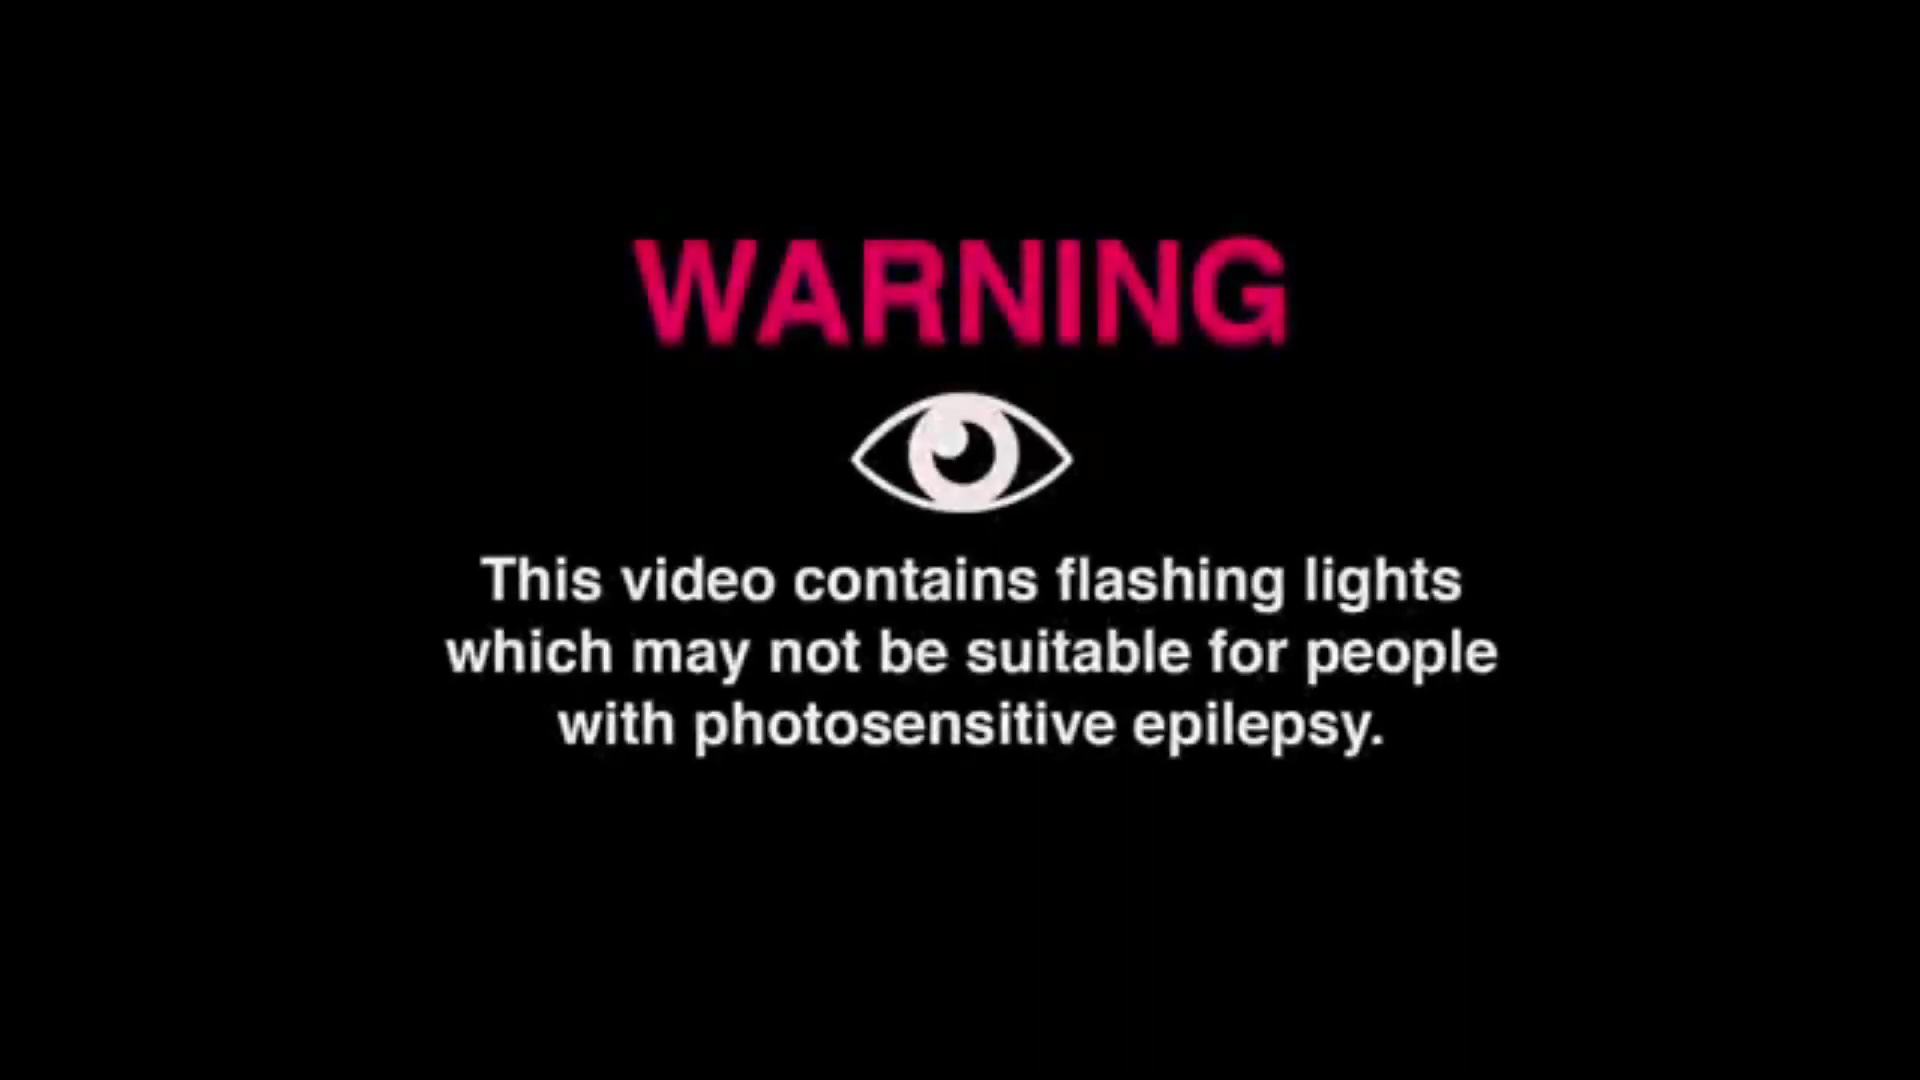 WARNING
This video contains flashing lights
which may not be suitable for people
with photosensitive epilepsy.